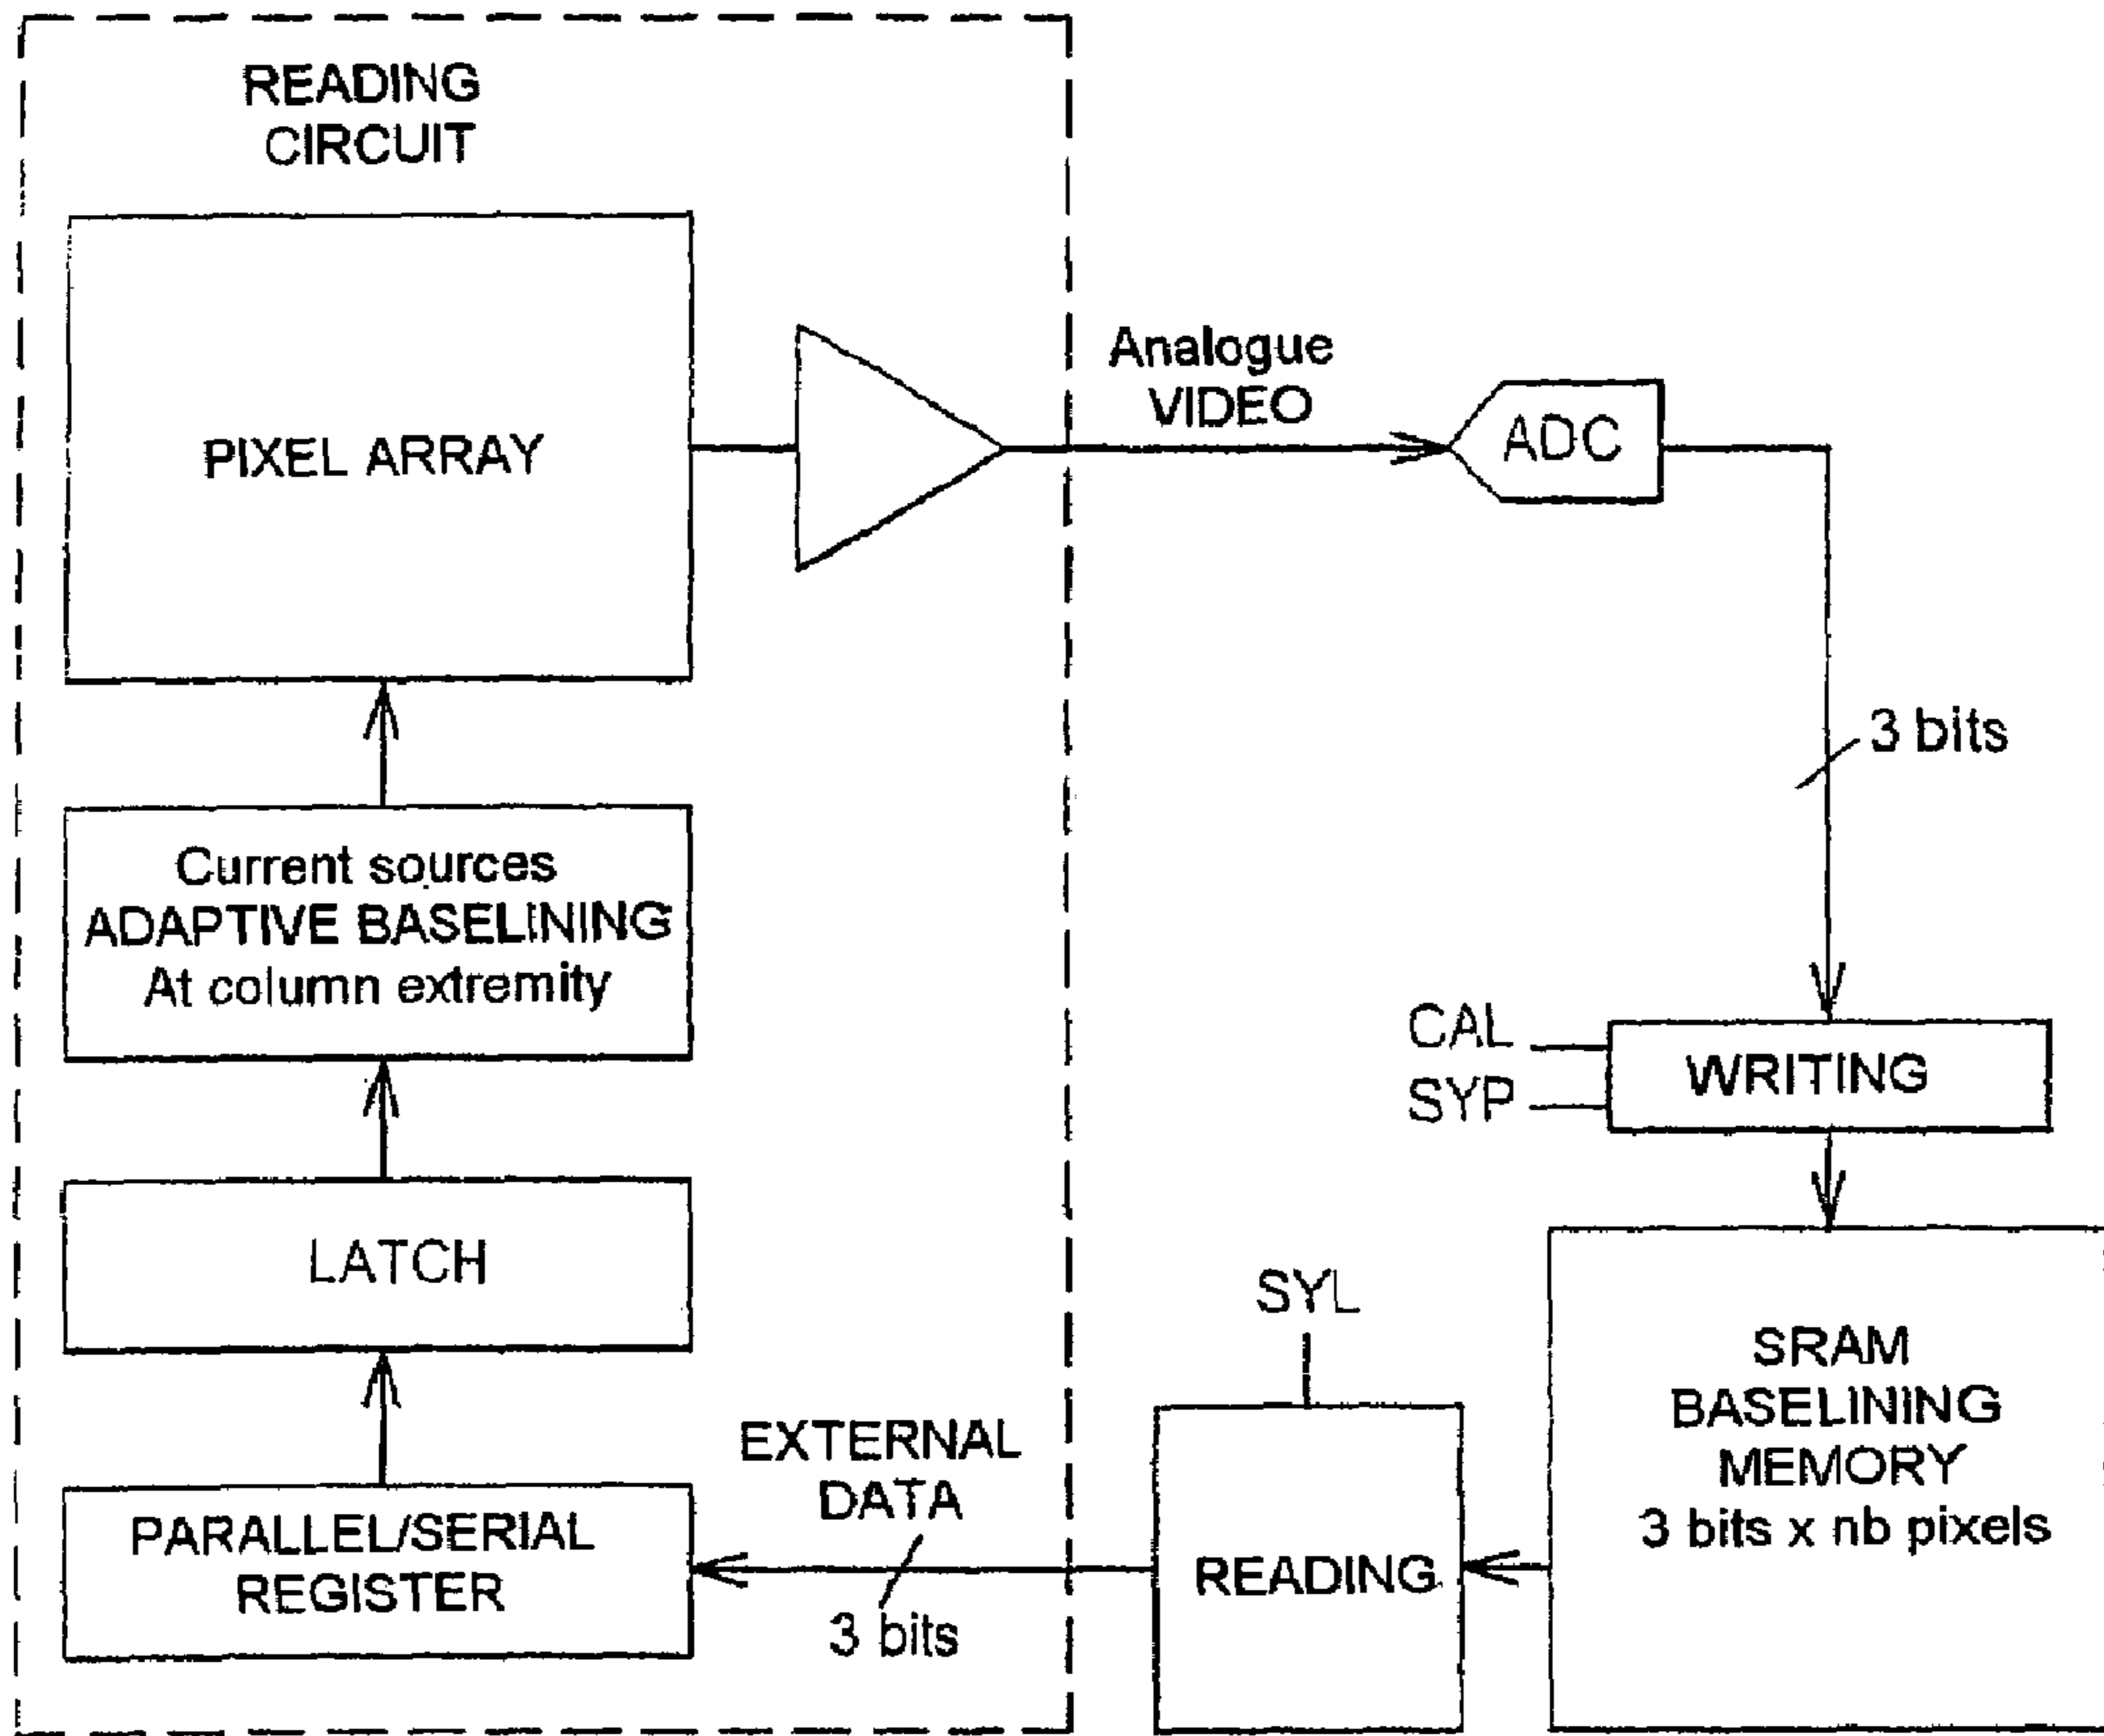 READING
CIRCUIT
PIXEL ARRAY
Analogue
VIDEO
ADC
3 bits
Current sources
ADAPTIVE BASELINING
At column extremity
CAL
SYP
WRITING
LATCH
SYL
SRAM
BASELINING
MEMORY
3 bits x nb pixels
EXTERNAL
DATA
3 bits
READING
PARALLEL/SERIAL
REGISTER